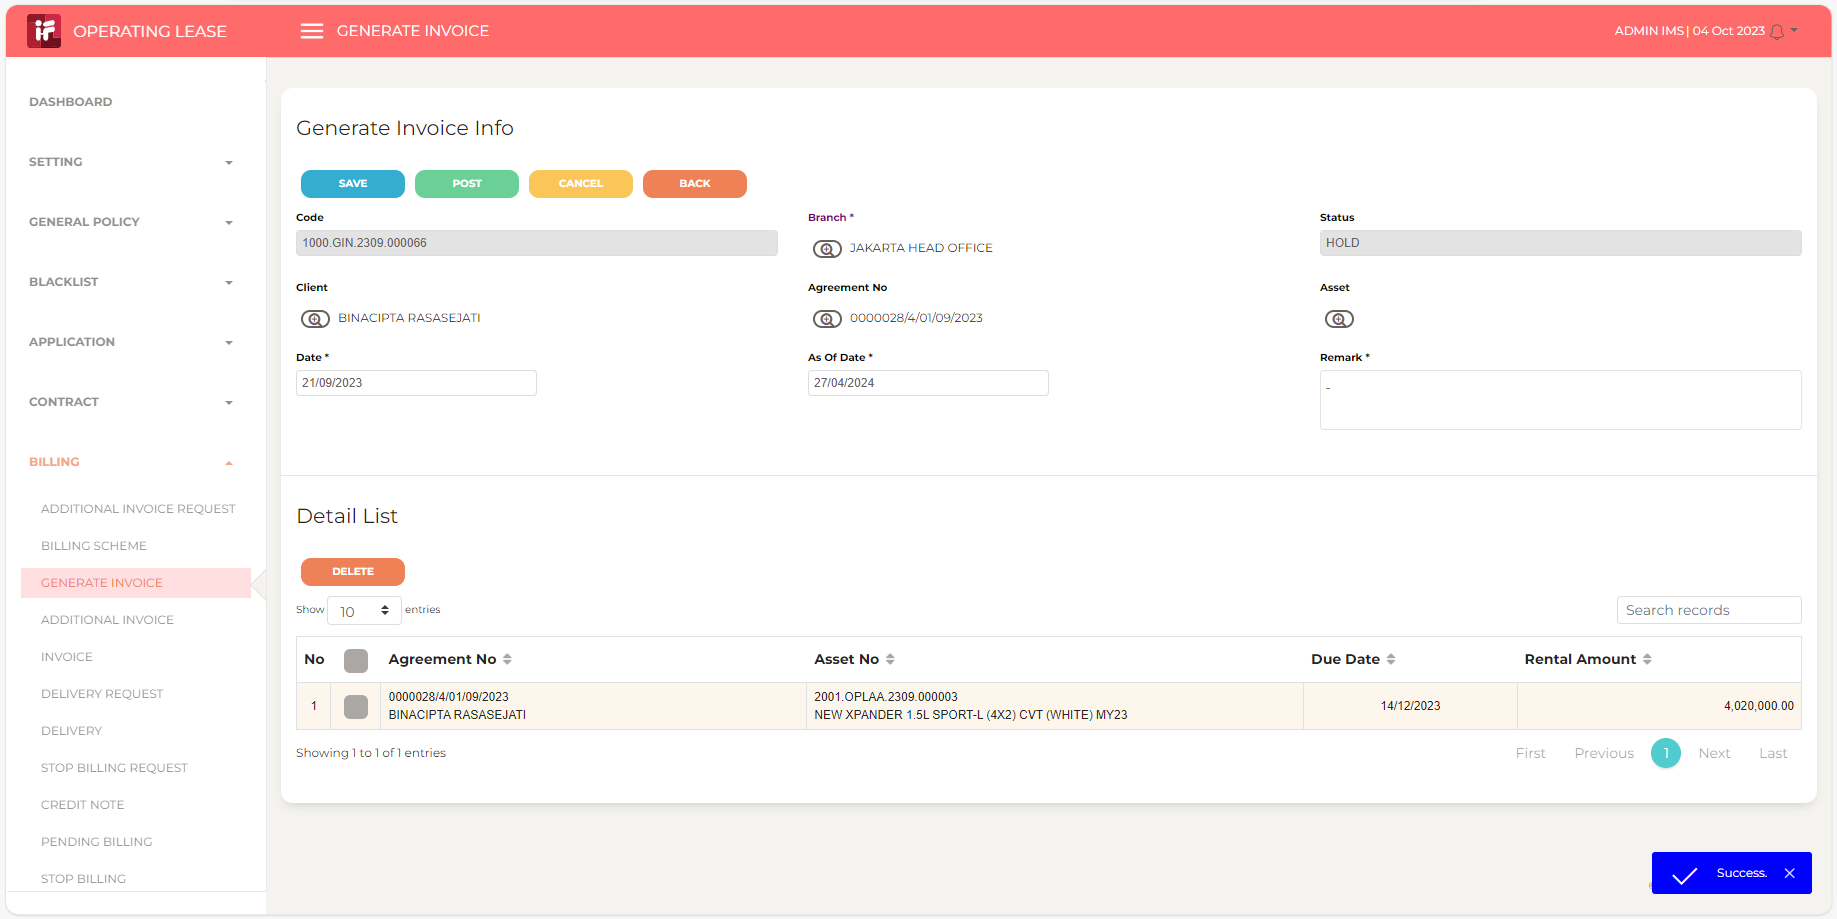 iF OPERATING LEASE
GENERATE INVOICE
ADMIN IMS | 04 Oct 2023
DASHBOARD
SETTING
GENERAL POLICY
BLACKLIST
APPLICATION
CONTRACT
BILLING
ADDITIONAL INVOICE REQUEST
BILLING SCHEME
GENERATE INVOICE
ADDITIONAL INVOICE
INVOICE
DELIVERY REQUEST
DELIVERY
STOP BILLING REQUEST
CREDIT NOTE
PENDING BILLING
STOP BILLING
Generate Invoice Info
SAVE POST CANCEL BACK
Code Branch * Status
1000.GIN.2309.000066 JAKARTA HEAD OFFICE HOLD
Client Agreement No Asset
BINACIPTA RASASEJATI 0000028/4/01/09/2023
Date * As Of Date * Remark *
21/09/2023 27/04/2024 -
Detail List
DELETE
Show 10 entries Search records
No Agreement No Asset No Due Date Rental Amount
1 0000028/4/01/09/2023 2001.OPLAA.2309.000003 14/12/2023 4,020,000.00
BINACIPTA RASASEJATI NEW XPANDER 1.5L SPORT-L (4X2) CVT (WHITE) MY23
Showing 1 to 1 of 1 entries First Previous 1 Next Last
Success.